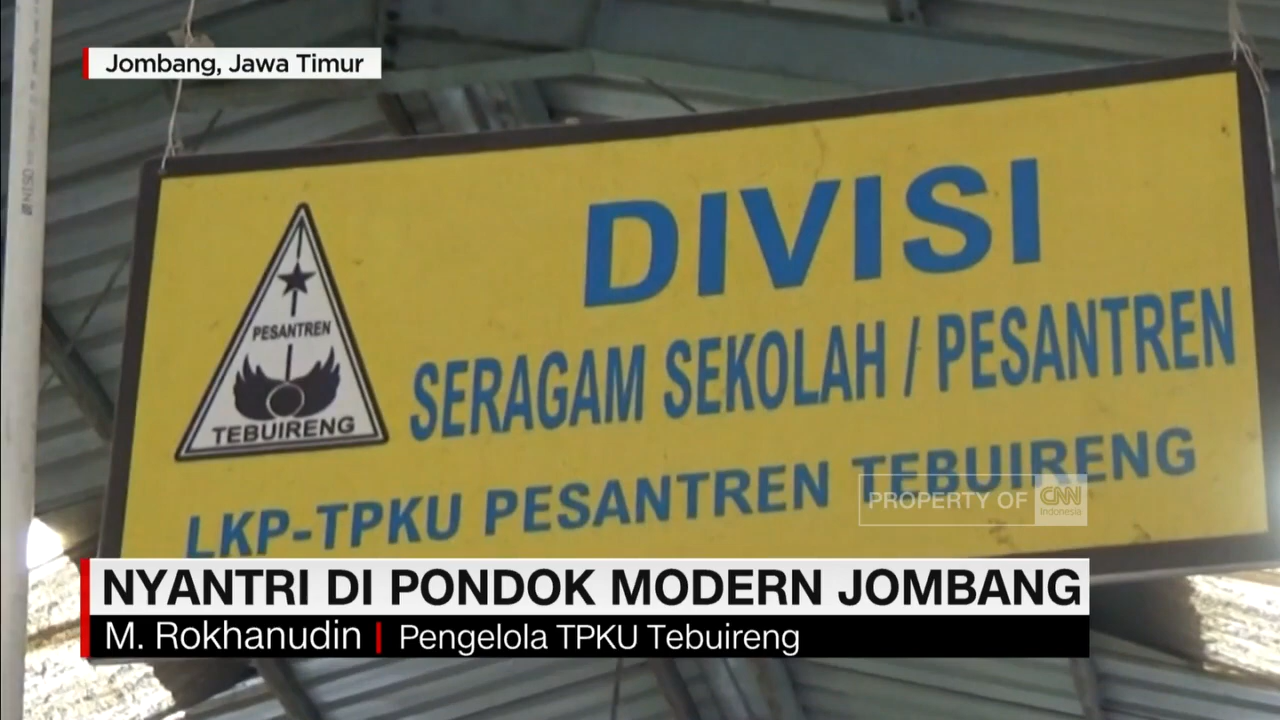 Jombang, Jawa Timur
DIVISI
SERAGAM SEKOLAH / PESANTREN
LKP-TPKU PESANTREN TEBUIRENG
PESANTREN
TEBUIRENG
PROPERTY OF CNN
Indonesia
NYANTRI DI PONDOK MODERN JOMBANG
M. Rokhanudin | Pengelola TPKU Tebuireng